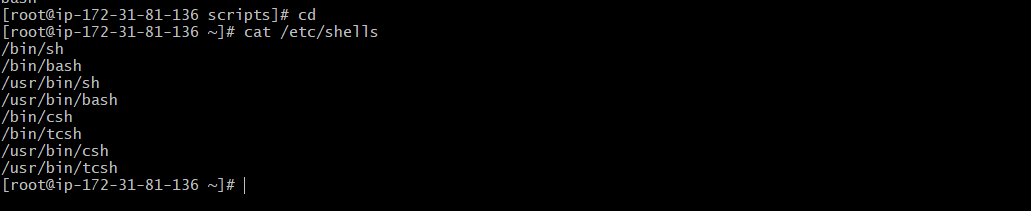 bash
[root@ip-172-31-81-136 scripts]# cd
[root@ip-172-31-81-136 ~]# cat /etc/shells
/bin/sh
/bin/bash
/usr/bin/sh
/usr/bin/bash
/bin/csh
/bin/tcsh
/usr/bin/csh
/usr/bin/tcsh
[root@ip-172-31-81-136 ~]#